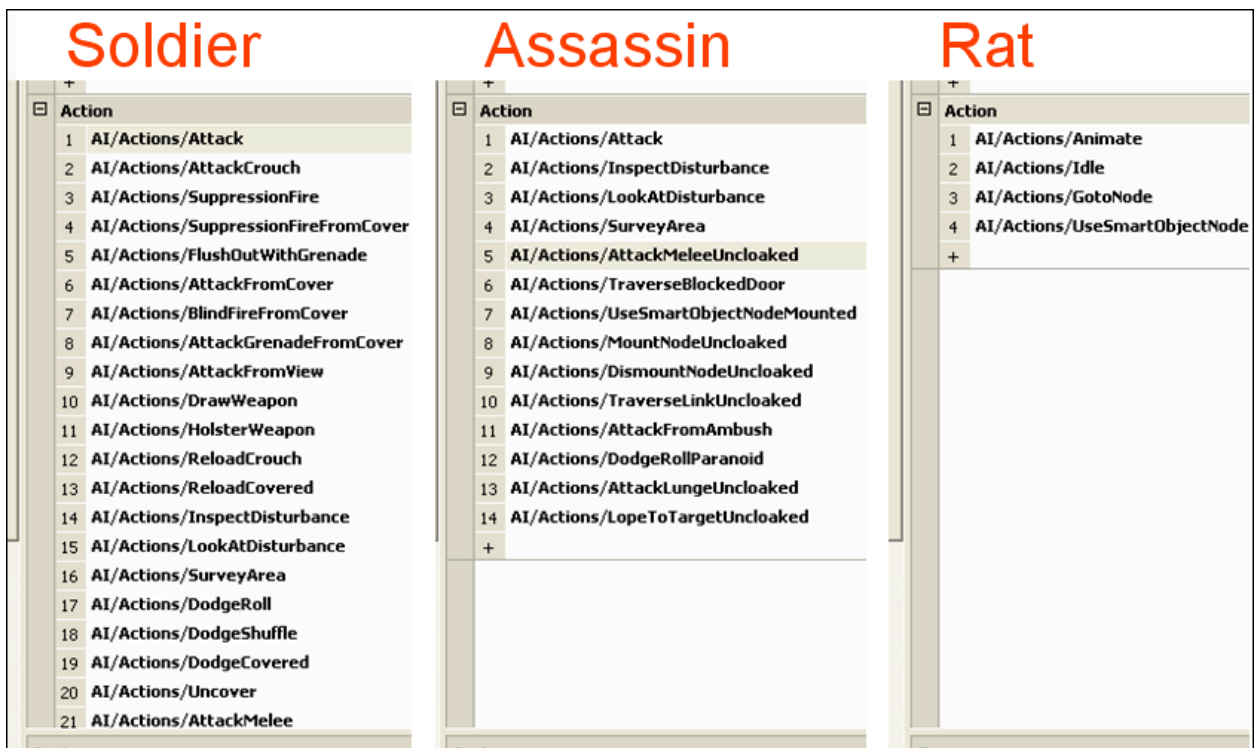 Soldier
Action
1 AI/Actions/Attack
2 AI/Actions/AttackCrouch
3 AI/Actions/SuppressionFire
4 AI/Actions/SuppressionFireFromCover
5 AI/Actions/FlushOutWithGrenade
6 AI/Actions/AttackFromCover
7 AI/Actions/BlindFireFromCover
8 AI/Actions/AttackGrenadeFromCover
9 AI/Actions/AttackFromView
10 AI/Actions/DrawWeapon
11 AI/Actions/HolsterWeapon
12 AI/Actions/ReloadCrouch
13 AI/Actions/ReloadCovered
14 AI/Actions/InspectDisturbance
15 AI/Actions/LookAtDisturbance
16 AI/Actions/SurveyArea
17 AI/Actions/DodgeRoll
18 AI/Actions/DodgeShuffle
19 AI/Actions/DodgeCovered
20 AI/Actions/Uncover
21 AI/Actions/AttackMelee
Assassin
Action
1 AI/Actions/Attack
2 AI/Actions/InspectDisturbance
3 AI/Actions/LookAtDisturbance
4 AI/Actions/SurveyArea
5 AI/Actions/AttackMeleeUncloaked
6 AI/Actions/TraverseBlockedDoor
7 AI/Actions/UseSmartObjectNodeMounted
8 AI/Actions/MountNodeUncloaked
9 AI/Actions/DismountNodeUncloaked
10 AI/Actions/TraverseLinkUncloaked
11 AI/Actions/AttackFromAmbush
12 AI/Actions/DodgeRollParanoid
13 AI/Actions/AttackLungeUncloaked
14 AI/Actions/LopeToTargetUncloaked
+
Rat
Action
1 AI/Actions/Animate
2 AI/Actions/Idle
3 AI/Actions/GotoNode
4 AI/Actions/UseSmartObjectNode
+